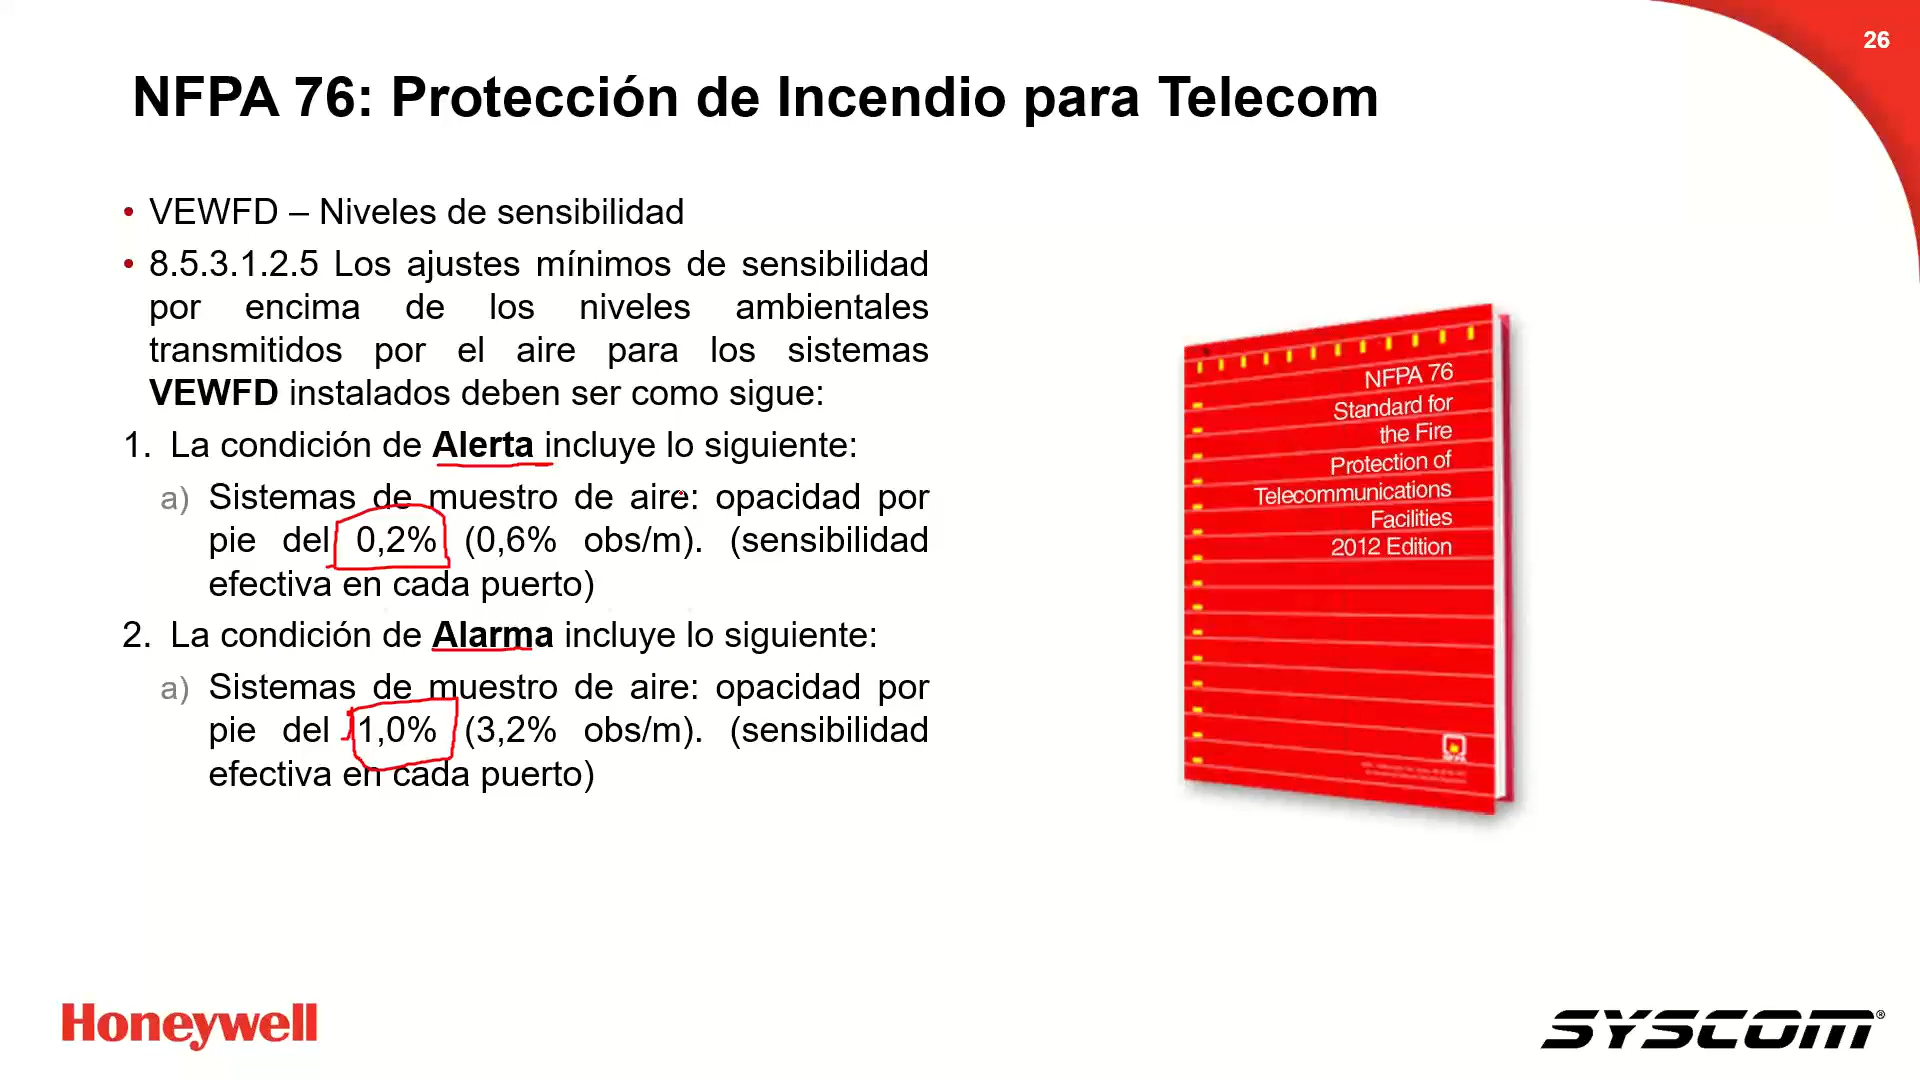 26
NFPA 76: Protección de Incendio para Telecom
• VEWFD – Niveles de sensibilidad
• 8.5.3.1.2.5 Los ajustes mínimos de sensibilidad
por encima de los niveles ambientales
transmitidos por el aire para los sistemas
VEWFD instalados deben ser como sigue:
1. La condición de Alerta incluye lo siguiente:
a) Sistemas de muestro de aire: opacidad por
pie del 0,2% (0,6% obs/m). (sensibilidad
efectiva en cada puerto)
2. La condición de Alarma incluye lo siguiente:
a) Sistemas de muestro de aire: opacidad por
pie del 1,0% (3,2% obs/m). (sensibilidad
efectiva en cada puerto)
NFPA 76
Standard for
the Fire
Protection of
Telecommunications
Facilities
2012 Edition
NFPA
Honeywell
SYSCOM®